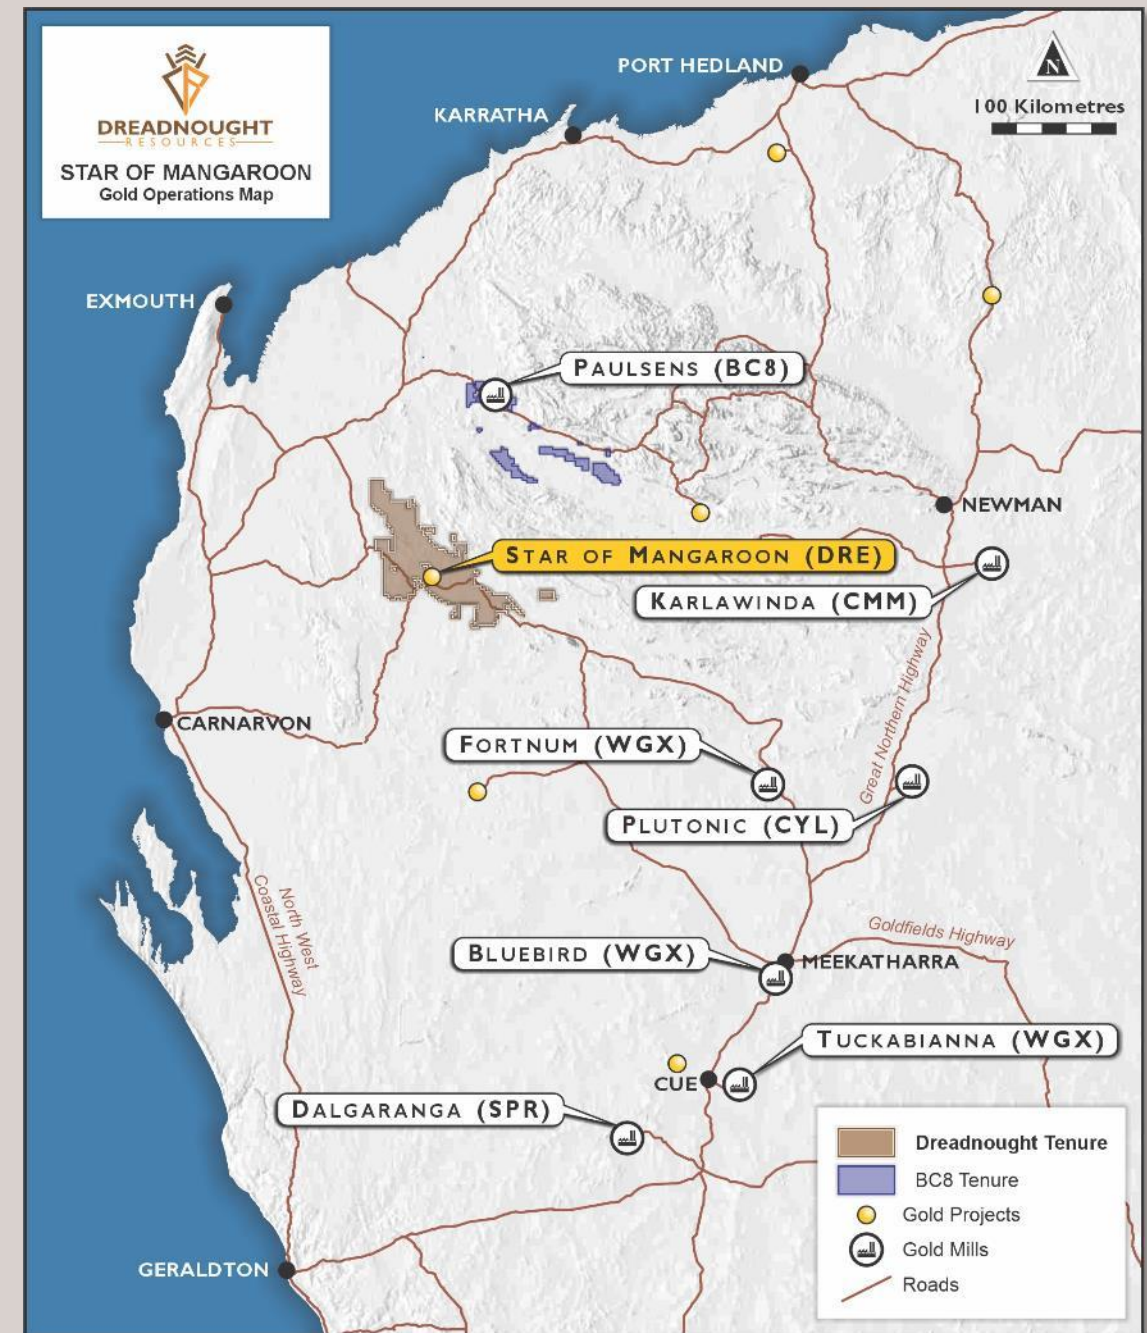 DREADNOUGHT
RESOURCES
STAR OF MANGAROON
Gold Operations Map
PORT HEDLAND
N
100 Kilometres
KARRATHA
EXMOUTH
PAULSENS (BC8)
NEWMAN
STAR OF MANGAROON (DRE)
KARLAWINDA (CMM)
Great Northern Highway
CARNARVON
FORTNUM (WGX)
PLUTONIC (CYL)
North West
Coastal Highway
Goldfields Highway
BLUEBIRD (WGX)
MEEKATHARRA
TUCKABIANNA (WGX)
CUE
DALGARANGA (SPR)
Dreadnought Tenure
BC8 Tenure
Gold Projects
Gold Mills
Roads
GERALDTON